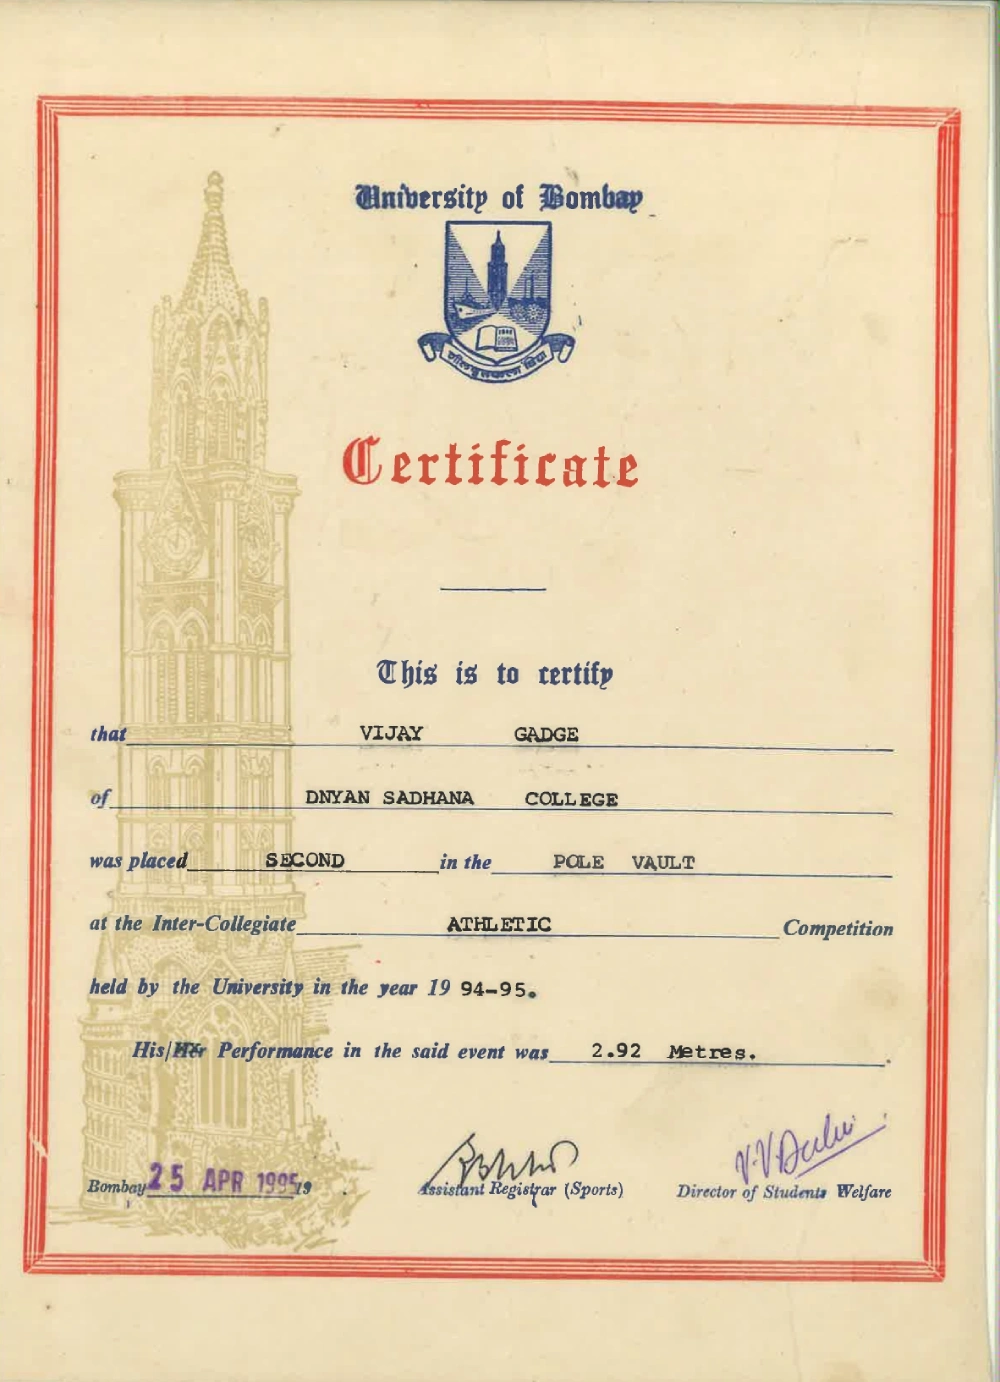 University of Bombay
Certificate
This is to certify
that VIJAY GADGE
of DNYAN SADHANA COLLEGE
was placed SECOND in the POLE VAULT
at the Inter-Collegiate ATHLETIC Competition
held by the University in the year 19 94-95.
His/Her Performance in the said event was 2.92 Metres.
Bombay 25 APR 1995 19
Assistant Registrar (Sports)
Director of Students Welfare